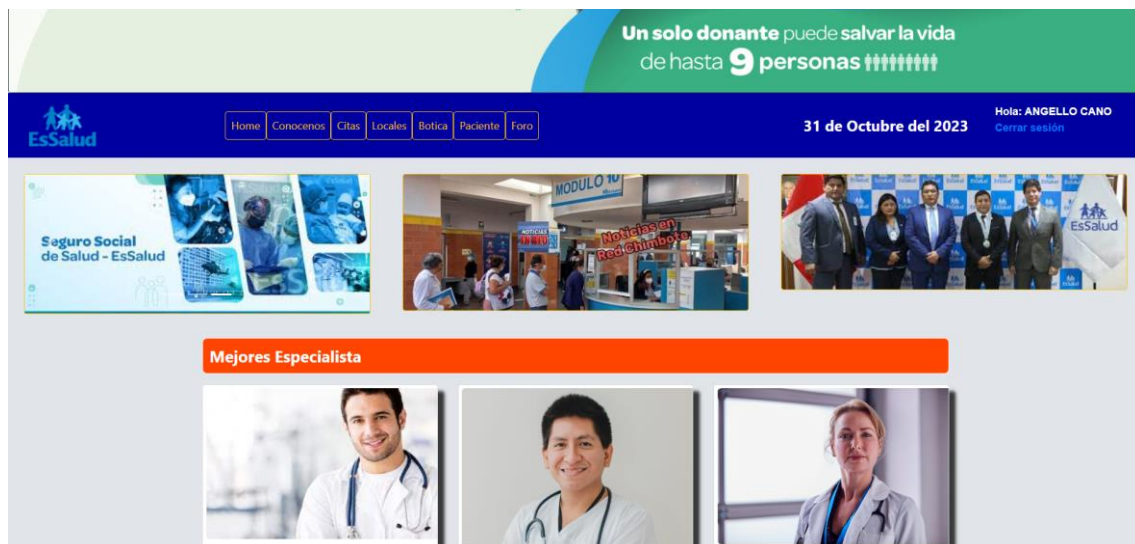 Un solo donante puede salvar la vida
de hasta 9 personas
EsSalud
Home
Conocenos
Citas
Locales
Botica
Paciente
Foro
31 de Octubre del 2023
Hola: ANGELLO CANO
Cerrar sesión
Seguro Social
de Salud - EsSalud
MODULO 10
NOTICIAS
Noticias en
Red Chimbote
EsSalud
Mejores Especialista